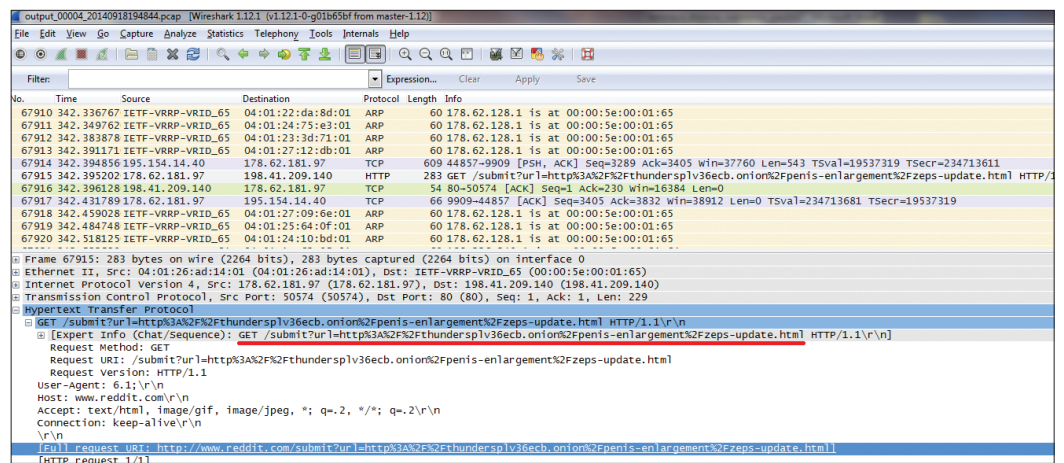 output_00004_20140918194844.pcap [Wireshark 1.12.1 (v1.12.1-0-g01b65bf from master-1.12)]
File Edit View Go Capture Analyze Statistics Telephony Tools Internals Help
Filter: Expression... Clear Apply Save
No. Time Source Destination Protocol Length Info
67910 342.336767 IETF-VRRP-VRID_65 04:01:22:da:8d:01 ARP 60 178.62.128.1 is at 00:00:5e:00:01:65
67911 342.349762 IETF-VRRP-VRID_65 04:01:24:75:e3:01 ARP 60 178.62.128.1 is at 00:00:5e:00:01:65
67912 342.383878 IETF-VRRP-VRID_65 04:01:23:3d:71:01 ARP 60 178.62.128.1 is at 00:00:5e:00:01:65
67913 342.391171 IETF-VRRP-VRID_65 04:01:27:12:db:01 ARP 60 178.62.128.1 is at 00:00:5e:00:01:65
67914 342.394856 195.154.14.40 178.62.181.97 TCP 609 44857→9909 [PSH, ACK] Seq=3289 Ack=3405 Win=37760 Len=543 TSval=19537319 TSecr=234713611
67915 342.395202 178.62.181.97 198.41.209.140 HTTP 283 GET /submit?url=http%3A%2F%2Fthundersplv36ecb.onion%2Fpenis-enlargement%2Fzeps-update.html HTTP/1
67916 342.396128 198.41.209.140 178.62.181.97 TCP 54 80→50574 [ACK] Seq=1 Ack=230 Win=16384 Len=0
67917 342.431789 178.62.181.97 195.154.14.40 TCP 66 9909→44857 [ACK] Seq=3405 Ack=3832 Win=38912 Len=0 TSval=234713681 TSecr=19537319
67918 342.459028 IETF-VRRP-VRID_65 04:01:27:09:6e:01 ARP 60 178.62.128.1 is at 00:00:5e:00:01:65
67919 342.484748 IETF-VRRP-VRID_65 04:01:25:64:0f:01 ARP 60 178.62.128.1 is at 00:00:5e:00:01:65
67920 342.518125 IETF-VRRP-VRID_65 04:01:24:10:bd:01 ARP 60 178.62.128.1 is at 00:00:5e:00:01:65
Frame 67915: 283 bytes on wire (2264 bits), 283 bytes captured (2264 bits) on interface 0
Ethernet II, Src: 04:01:26:ad:14:01 (04:01:26:ad:14:01), Dst: IETF-VRRP-VRID_65 (00:00:5e:00:01:65)
Internet Protocol Version 4, Src: 178.62.181.97 (178.62.181.97), Dst: 198.41.209.140 (198.41.209.140)
Transmission Control Protocol, Src Port: 50574 (50574), Dst Port: 80 (80), Seq: 1, Ack: 1, Len: 229
Hypertext Transfer Protocol
GET /submit?url=http%3A%2F%2Fthundersplv36ecb.onion%2Fpenis-enlargement%2Fzeps-update.html HTTP/1.1\r\n
[Expert Info (Chat/Sequence): GET /submit?url=http%3A%2F%2Fthundersplv36ecb.onion%2Fpenis-enlargement%2Fzeps-update.html HTTP/1.1\r\n]
Request Method: GET
Request URI: /submit?url=http%3A%2F%2Fthundersplv36ecb.onion%2Fpenis-enlargement%2Fzeps-update.html
Request Version: HTTP/1.1
User-Agent: 6.1;\r\n
Host: www.reddit.com\r\n
Accept: text/html, image/gif, image/jpeg, *; q=.2, */*; q=.2\r\n
Connection: keep-alive\r\n
\r\n
[Full request URI: http://www.reddit.com/submit?url=http%3A%2F%2Fthundersplv36ecb.onion%2Fpenis-enlargement%2Fzeps-update.html]
[HTTP request 1/1]